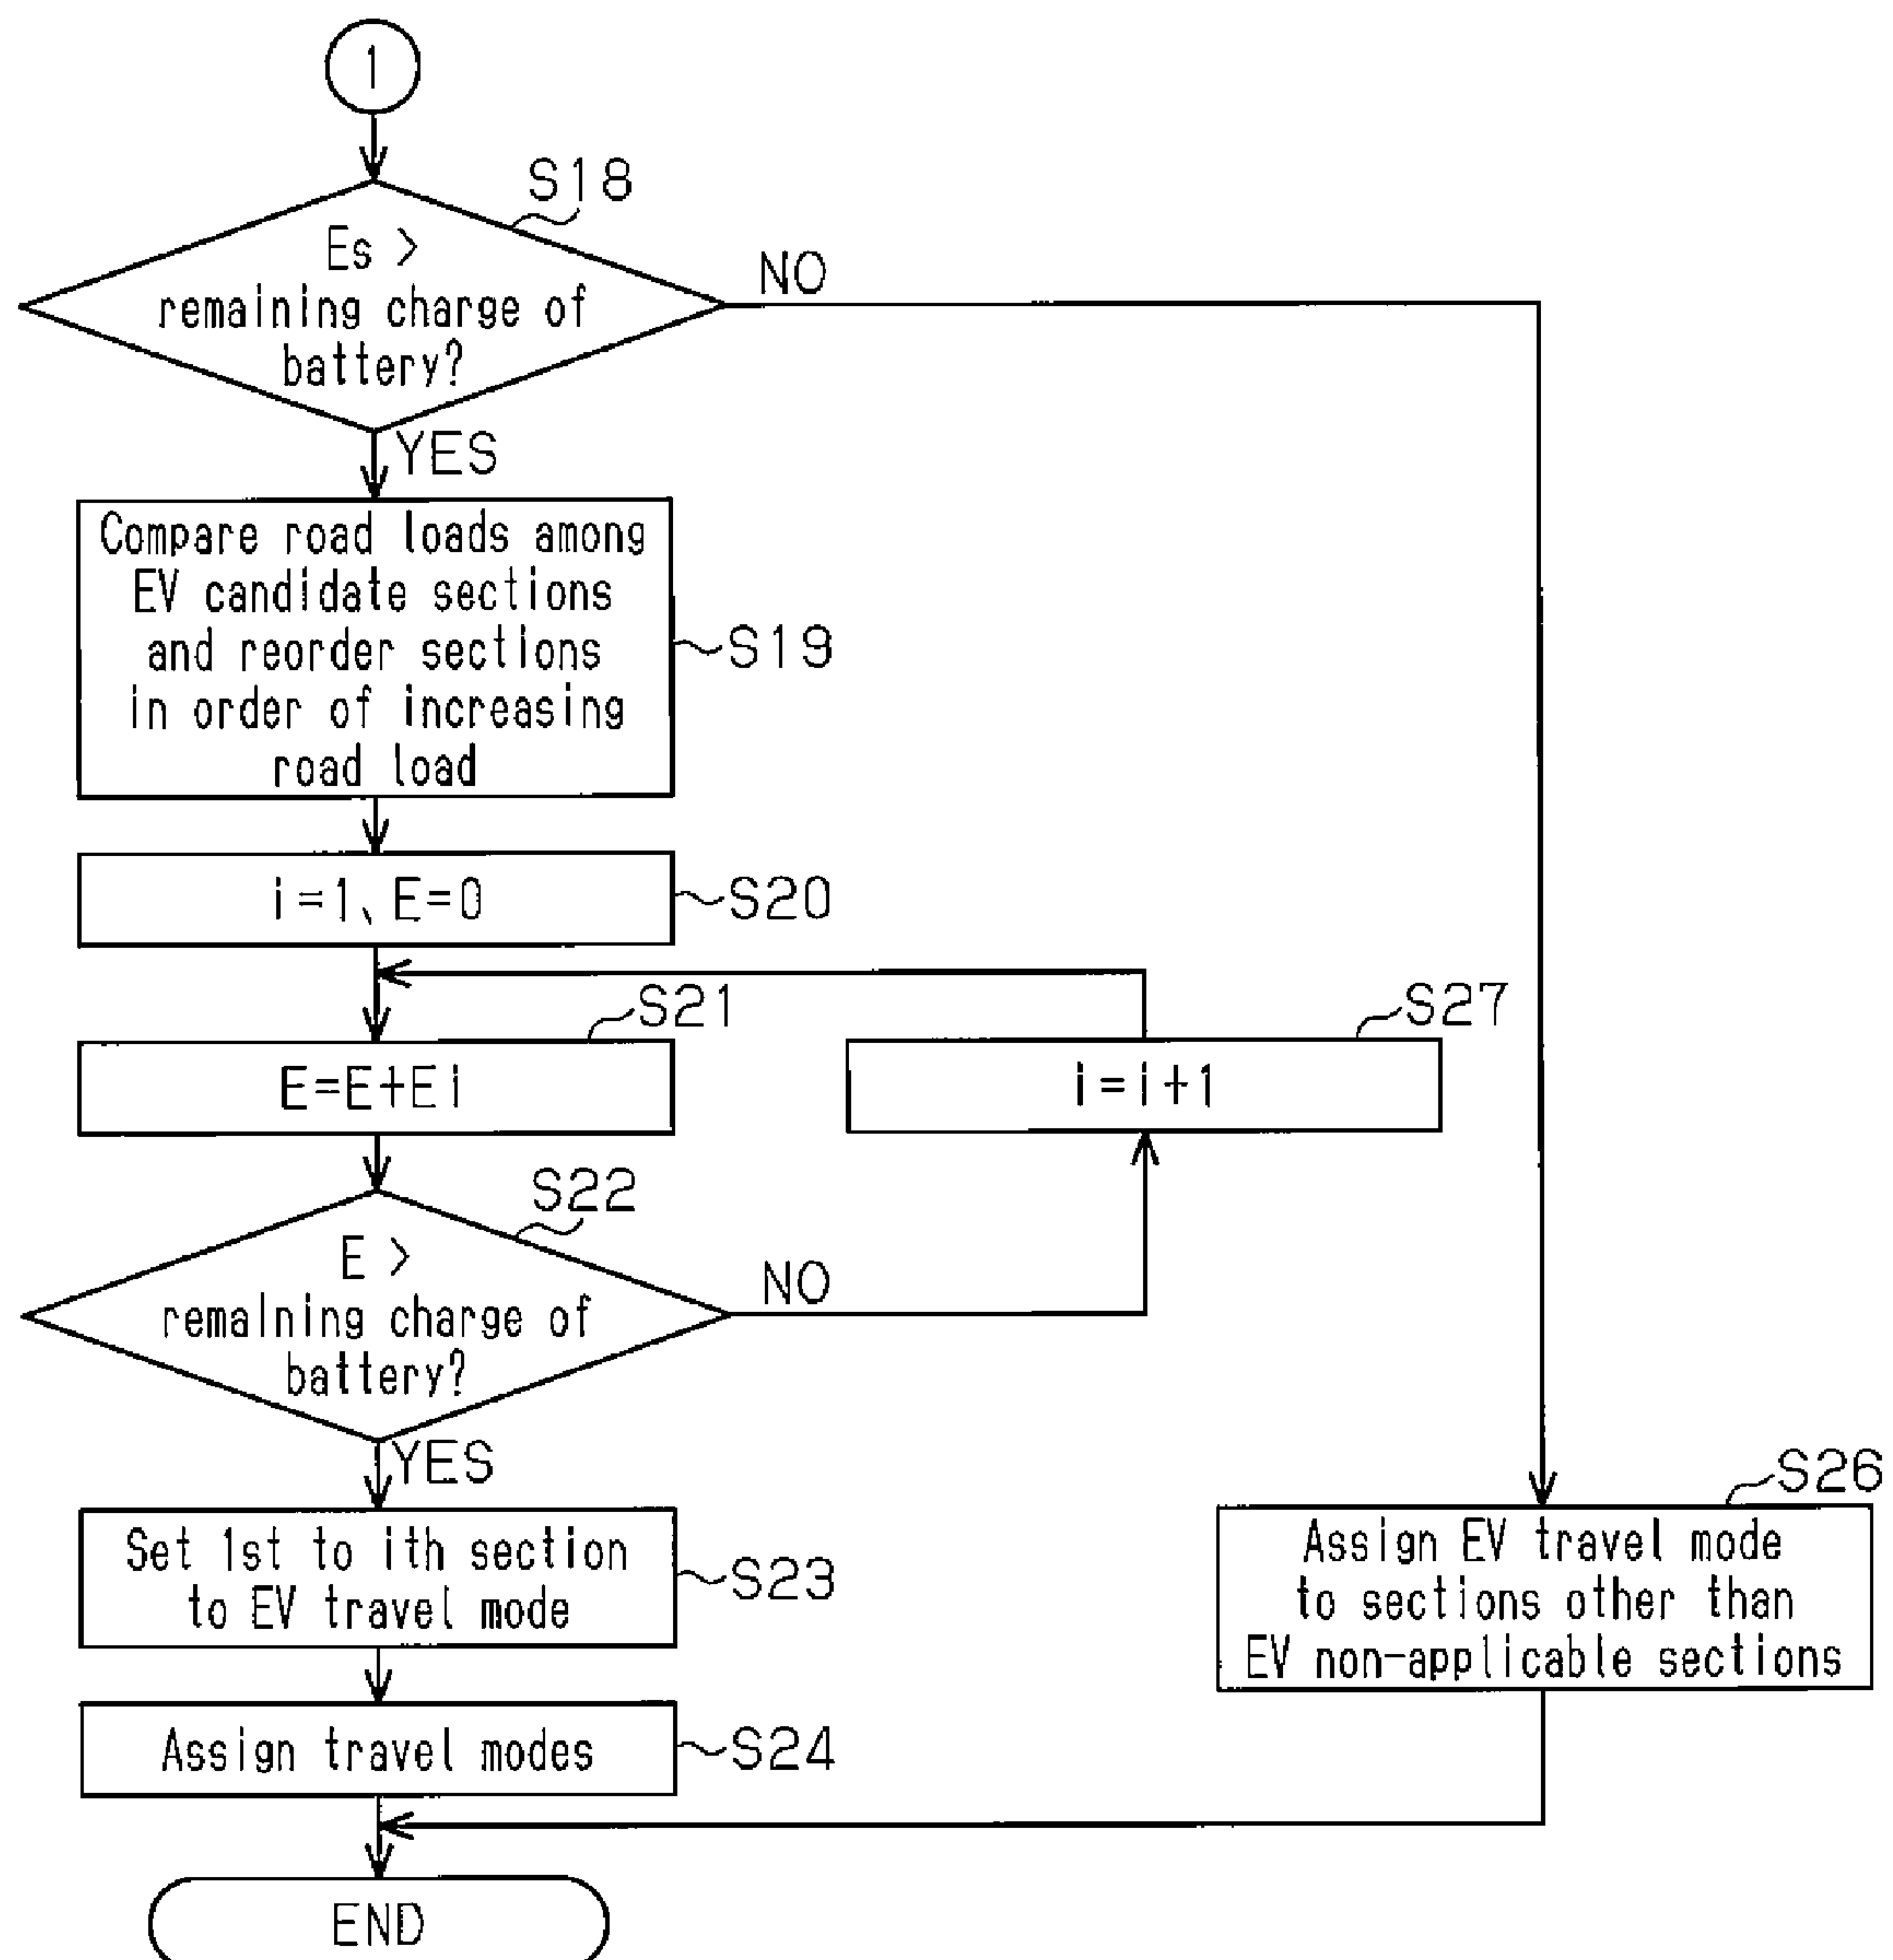 1
S18
Es >
remaining charge of
battery?
NO
YES
Compare road loads among
EV candidate sections
and reorder sections
in order of increasing
road load
S19
i=1、E=0
S20
S21
E=E+Ei
S27
i=i+1
S22
E >
remaining charge of
battery?
NO
YES
Set 1st to ith section
to EV travel mode
S23
S26
Assign EV travel mode
to sections other than
EV non-applicable sections
Assign travel modes
S24
END